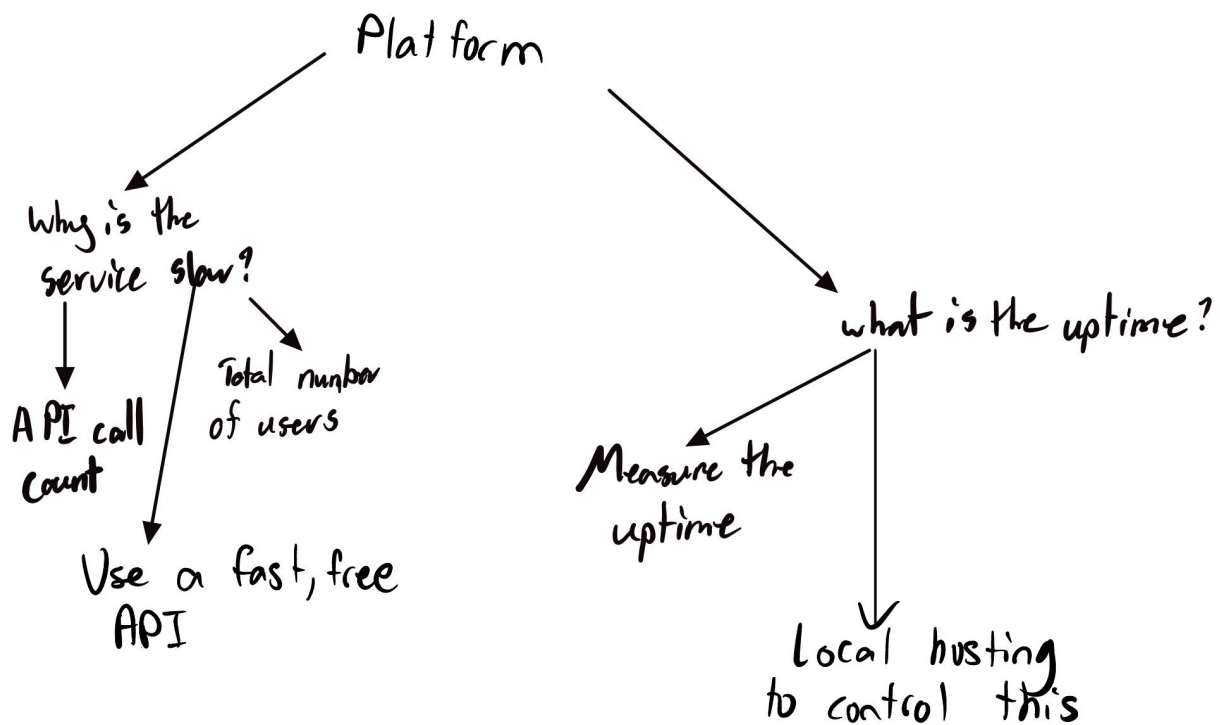 Platform
Why is the
service slow?
API call
count
Total number
of users
Use a fast, free
API
what is the uptime?
Measure the
uptime
Local hosting
to control this